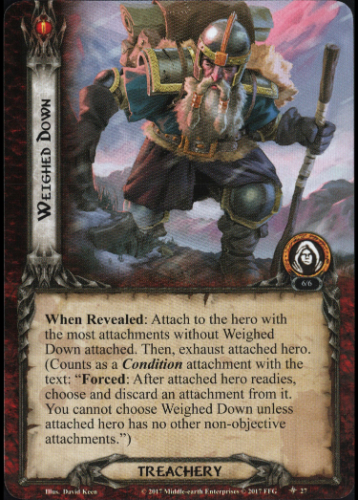 WEIGHED DOWN
6/6
When Revealed: Attach to the hero with
the most attachments without Weighed
Down attached. Then, exhaust attached hero.
(Counts as a Condition attachment with the
text: “Forced: After attached hero readies,
choose and discard an attachment from it.
You cannot choose Weighed Down unless
attached hero has no other non-objective
attachments.”)
TREACHERY
Illus. David Keen
© 2017 Middle-earth Enterprises © 2017 FFG
27